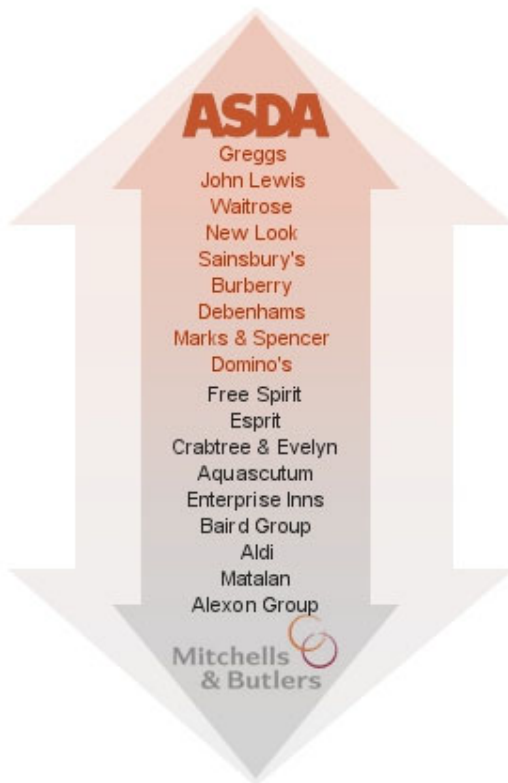 ASDA
Greggs
John Lewis
Waitrose
New Look
Sainsbury's
Burberry
Debenhams
Marks & Spencer
Domino's
Free Spirit
Esprit
Crabtree & Evelyn
Aquascutum
Enterprise Inns
Baird Group
Aldi
Matalan
Alexon Group
Mitchells
& Butlers